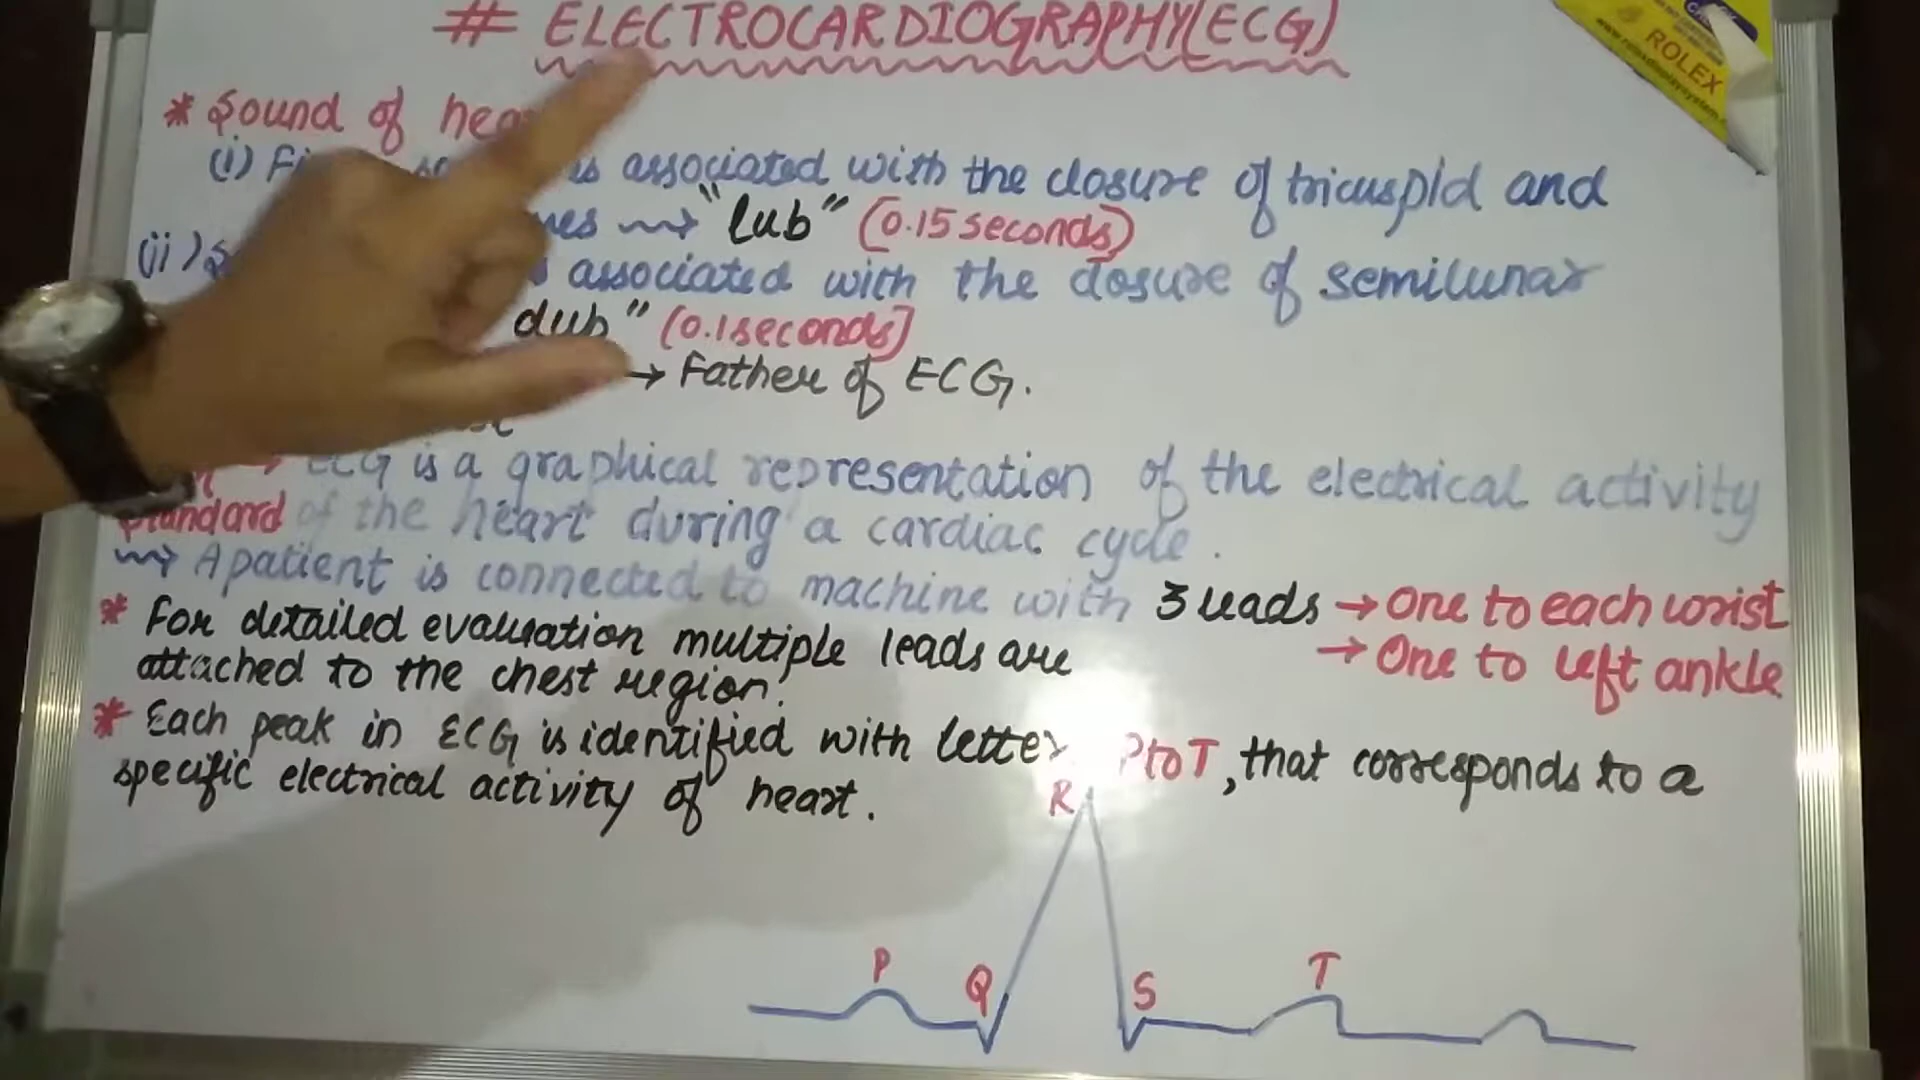 # ELECTROCARDIOGRAPHY(ECG)
* Sound of
(i) is associated with the closure of tricuspid and
"lub" (0.15 seconds)
(ii) associated with the closure of semilunar
dub" (0.1 seconds)
→ Father of ECG.
ECG is a graphical representation of the electrical activity
Standard of the heart during a cardiac cycle.
A patient is connected to machine with 3 leads → One to each wrist
→ One to left ankle
* For detailed evaluation multiple leads are
attached to the chest region.
* Each peak in ECG is identified with letter P to T, that corresponds to a
specific electrical activity of heart.
R
P
Q
S
T
ROLEX